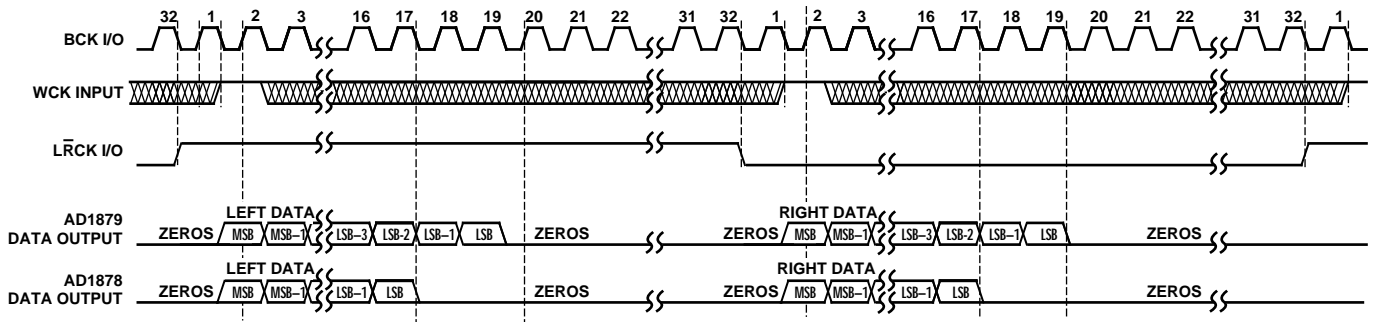 32 1 2 3 16 17 18 19 20 21 22 31 32 1 2 3 16 17 18 19 20 21 22 31 32 1
BCK I/O
WCK INPUT
LR̅CK I/O
AD1879
DATA OUTPUT
LEFT DATA RIGHT DATA
ZEROS MSB MSB–1 LSB–3 LSB-2 LSB–1 LSB ZEROS ZEROS MSB MSB–1 LSB–3 LSB-2 LSB–1 LSB ZEROS
AD1878
DATA OUTPUT
LEFT DATA RIGHT DATA
ZEROS MSB MSB–1 LSB–1 LSB ZEROS ZEROS MSB MSB–1 LSB–1 LSB ZEROS